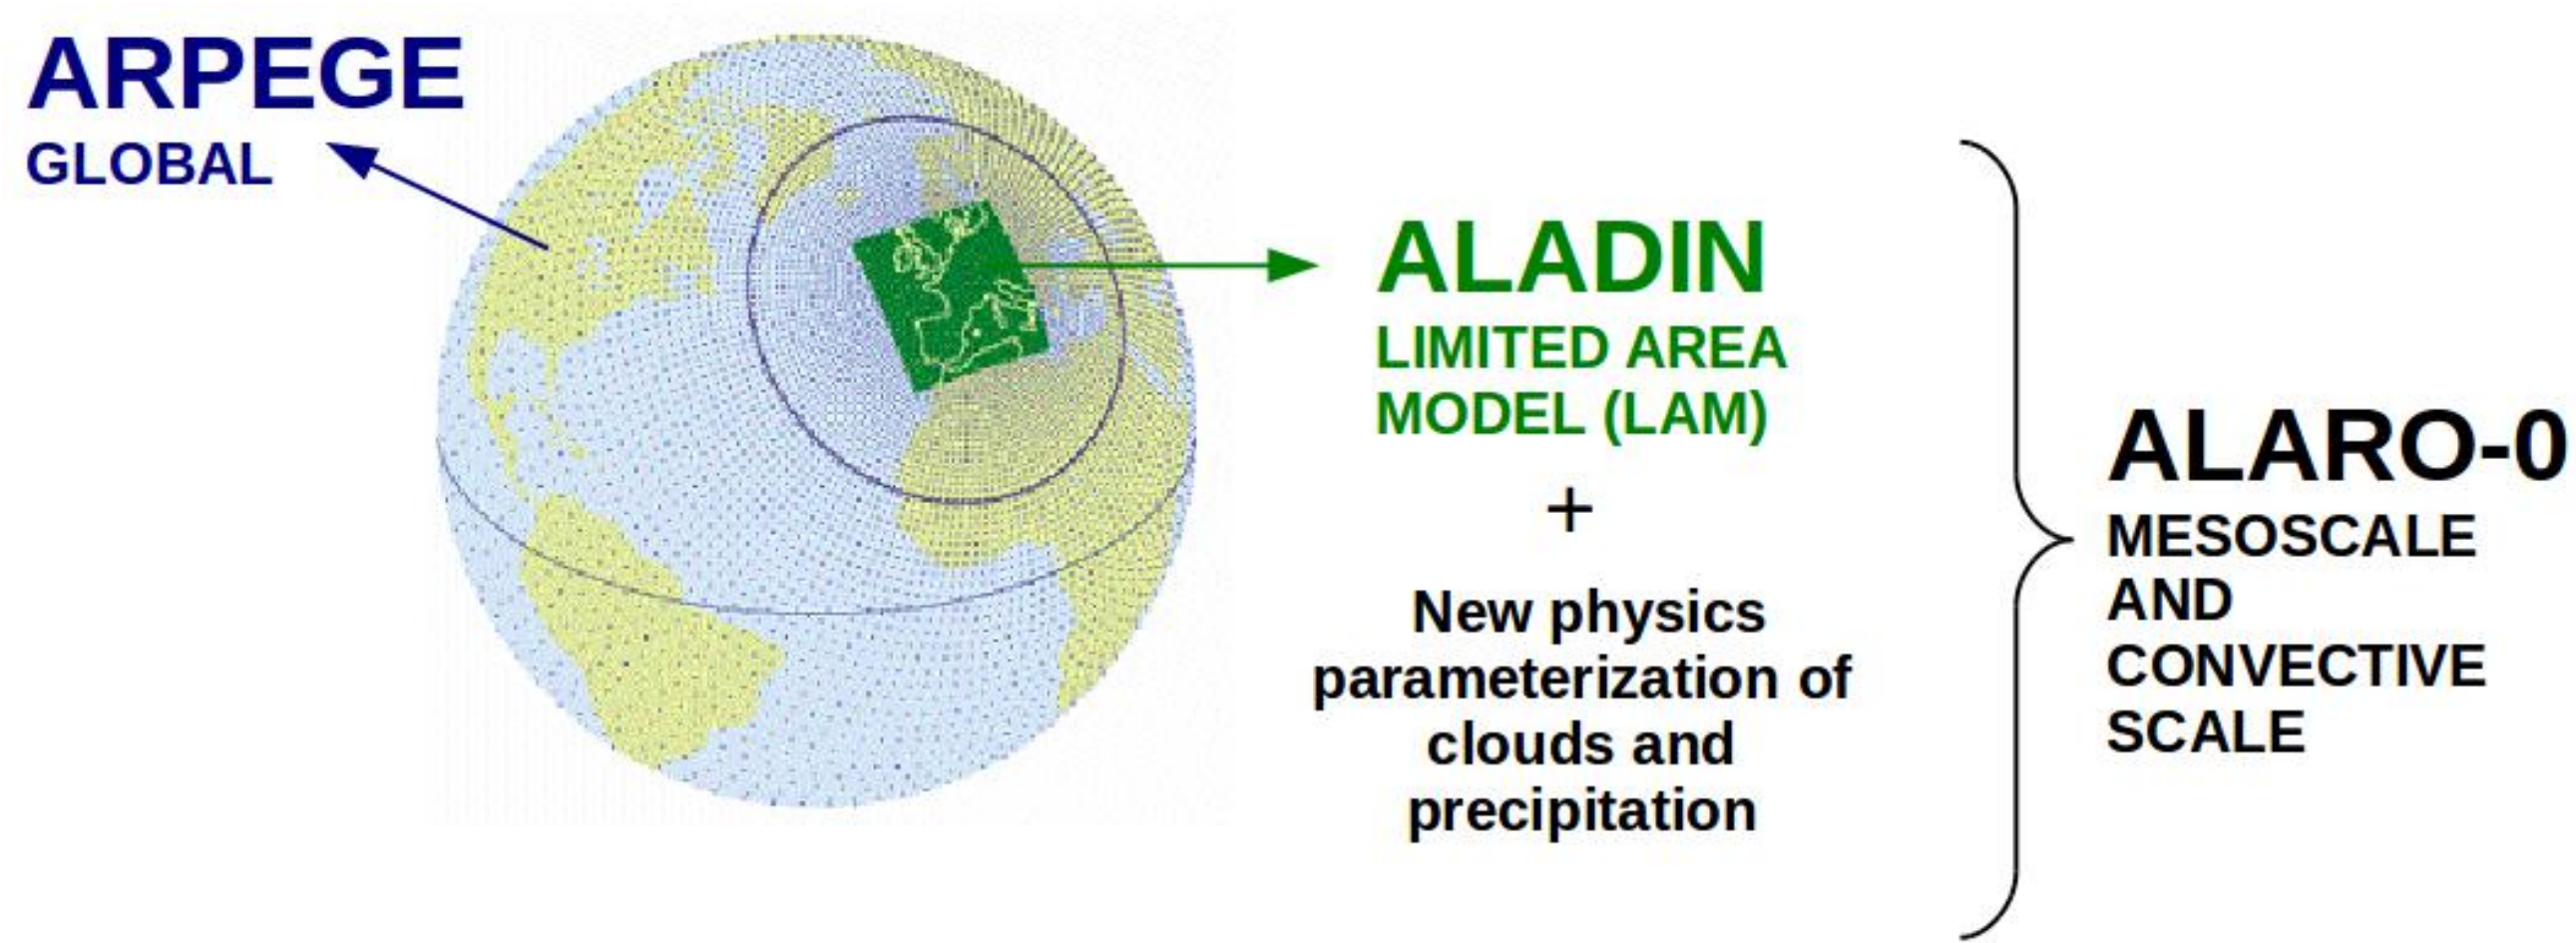 ARPEGE
GLOBAL
ALADIN
LIMITED AREA
MODEL (LAM)
+
New physics
parameterization of
clouds and
precipitation
ALARO-0
MESOSCALE
AND
CONVECTIVE
SCALE